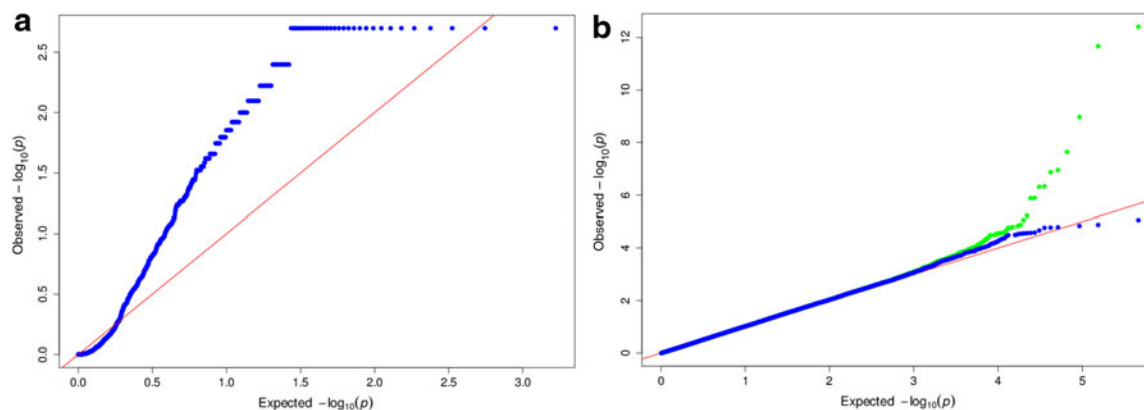 a
2.5
2.0
1.5
1.0
0.5
0.0
Observed −log10(p)
0.0 0.5 1.0 1.5 2.0 2.5 3.0
Expected −log10(p)
b
12
10
8
6
4
2
0
Observed −log10(p)
0 1 2 3 4 5
Expected −log10(p)